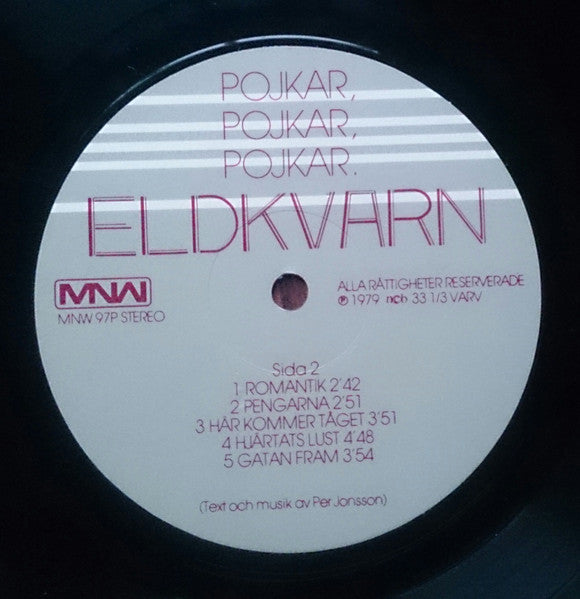 POJKAR,
POJKAR,
POJKAR.
ELDKVARN
MNW
MNW 97P STEREO
ALLA RÄTTIGHETER RESERVERADE
℗ 1979 ncb 33 1/3 VARV
Sida 2
1 ROMANTIK 2'42
2 PENGARNA 2'51
3 HÄR KOMMER TÅGET 3'51
4 HJÄRTATS LUST 4'48
5 GATAN FRAM 3'54
(Text och musik av Per Jonsson)